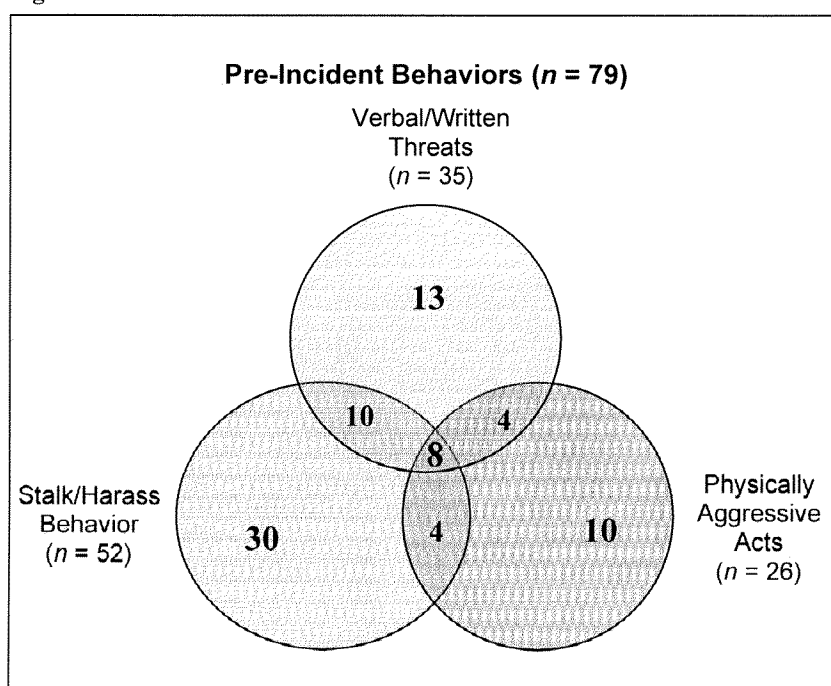 Pre-Incident Behaviors (n = 79)
Verbal/Written
Threats
(n = 35)
13
10
4
8
Stalk/Harass
Behavior
(n = 52)
30
4
10
Physically
Aggressive
Acts
(n = 26)